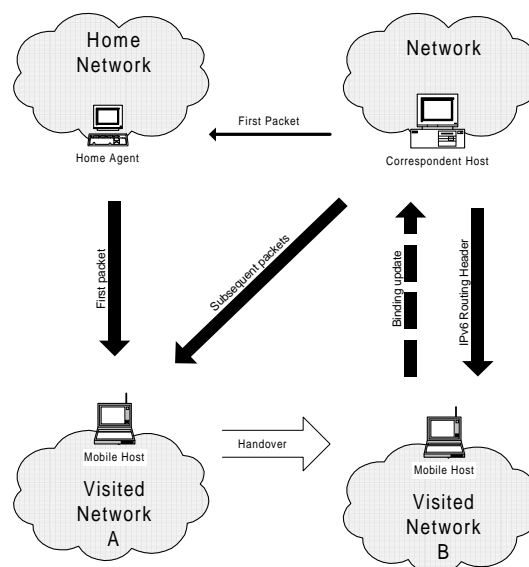 Home
Network
Network
First Packet
Home Agent
Correspondent Host
First packet
Subsequent packets
Binding update
IPv6 Routing Header
Mobile Host
Handover
Mobile Host
Visited
Network
A
Visited
Network
B